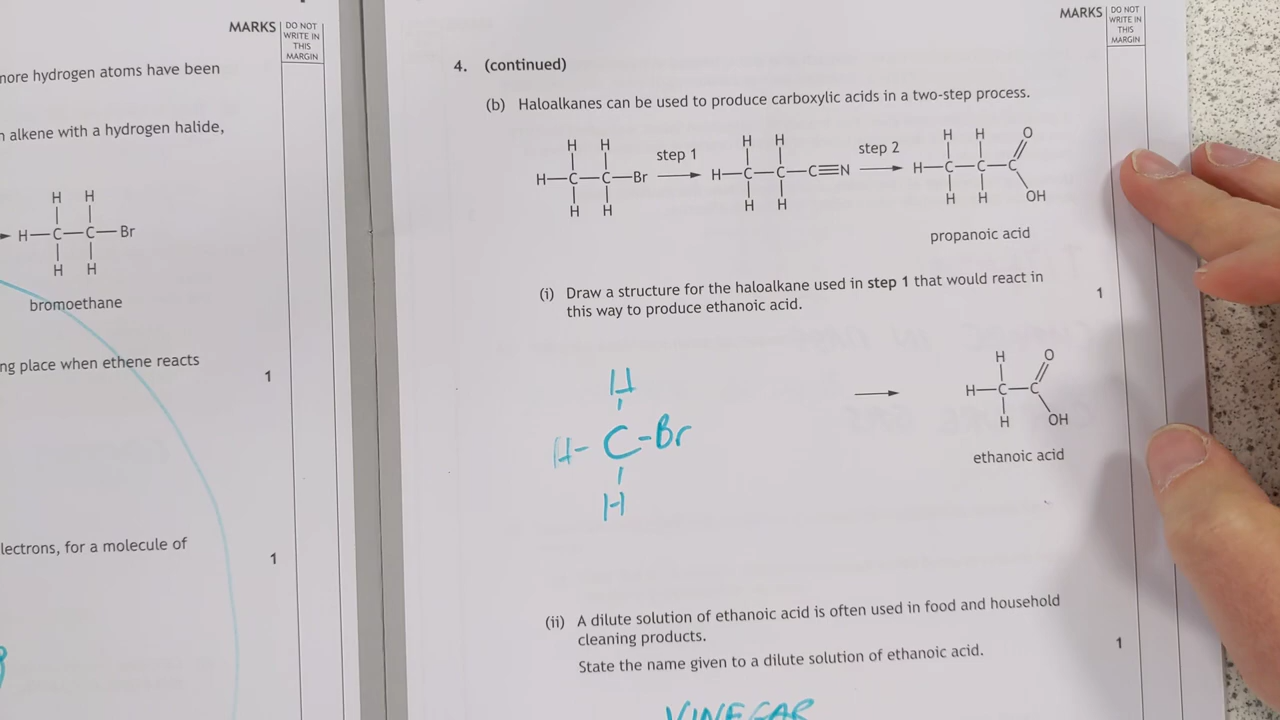 MARKS
DO NOT
WRITE IN
THIS
MARGIN
more hydrogen atoms have been
alkene with a hydrogen halide,
H H
H—C—C—Br
H H
bromoethane
place when ethene reacts
1
for a molecule of
1
MARKS
DO NOT
WRITE IN
THIS
MARGIN
4. (continued)
(b) Haloalkanes can be used to produce carboxylic acids in a two-step process.
H H
H—C—C—Br
H H
step 1
H H
H—C—C—C≡N
H H
step 2
H H O
H—C—C—C
H H OH
propanoic acid
(i) Draw a structure for the haloalkane used in step 1 that would react in
this way to produce ethanoic acid.
1
H
H-C-Br
H
H O
H—C—C
H OH
ethanoic acid
(ii) A dilute solution of ethanoic acid is often used in food and household
cleaning products.
1
State the name given to a dilute solution of ethanoic acid.
VINEGAR